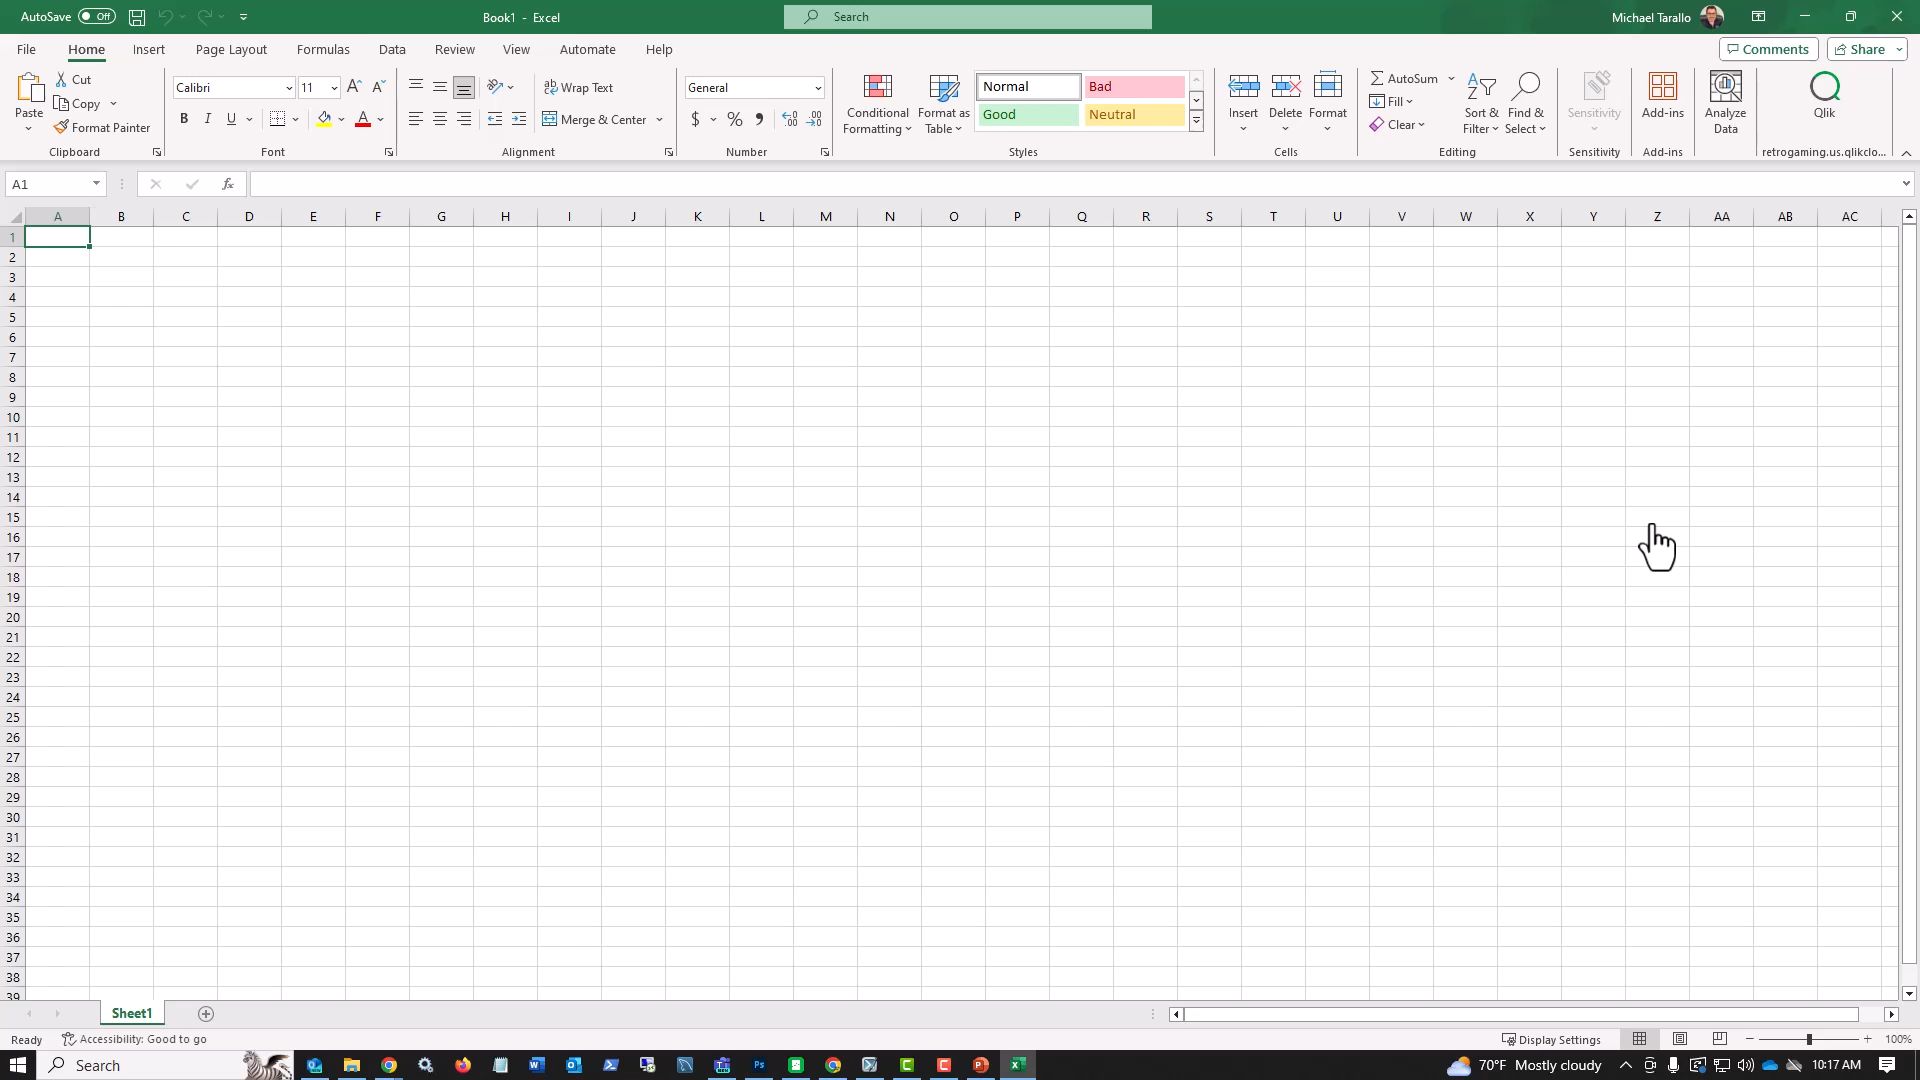 AutoSave Off Book1 - Excel Search Michael Tarallo
File Home Insert Page Layout Formulas Data Review View Automate Help Comments Share
Paste Cut Copy Format Painter Clipboard
Calibri 11 B I U A Font
Wrap Text Merge & Center Alignment
General $ % Number
Conditional Formatting Format as Table Normal Bad Good Neutral Styles
Insert Delete Format Cells
AutoSum Fill Clear Sort & Filter Find & Select Editing
Sensitivity Sensitivity
Add-ins Add-ins
Analyze Data
Qlik retrogaming.us.qlikclo...
A1 fx
A B C D E F G H I J K L M N O P Q R S T U V W X Y Z AA AB AC
1
2
3
4
5
6
7
8
9
10
11
12
13
14
15
16
17
18
19
20
21
22
23
24
25
26
27
28
29
30
31
32
33
34
35
36
37
38
39
Sheet1
Ready Accessibility: Good to go Display Settings 100%
Search 70°F Mostly cloudy 10:17 AM